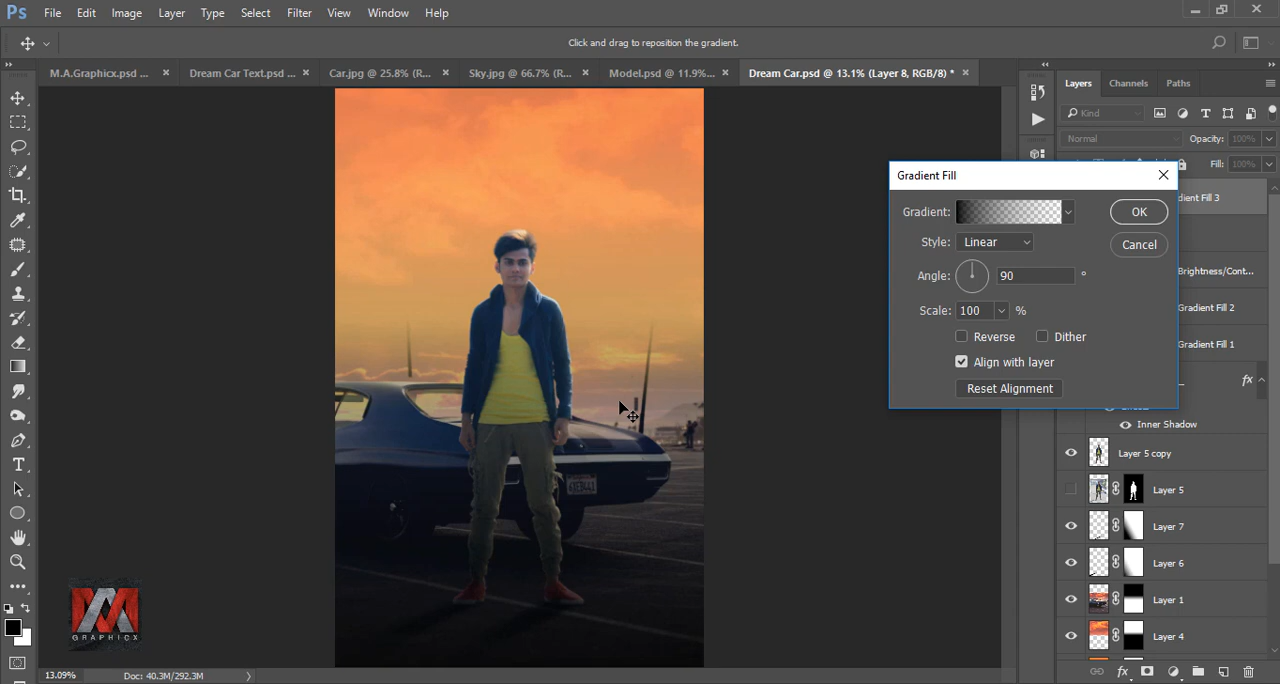 Ps File Edit Image Layer Type Select Filter View Window Help
Click and drag to reposition the gradient.
M.A.Graphicx.psd ... × Dream Car Text.psd ... × Car.jpg @ 25.8% (R... × Sky.jpg @ 66.7% (R... × Model.psd @ 11.9%... × Dream Car.psd @ 13.1% (Layer 8, RGB/8) * ×
Layers Channels Paths
Kind
Normal Opacity: 100%
Fill: 100%
Gradient Fill
Gradient: OK
Style: Linear Cancel
Angle: 90 °
Scale: 100 %
Reverse Dither
Align with layer
Reset Alignment
dient Fill 3
Brightness/Cont...
Gradient Fill 2
Gradient Fill 1
fx
Inner Shadow
Layer 5 copy
Layer 5
Layer 7
Layer 6
Layer 1
Layer 4
MA
GRAPHICX
13.09% Doc: 40.3M/292.3M
fx